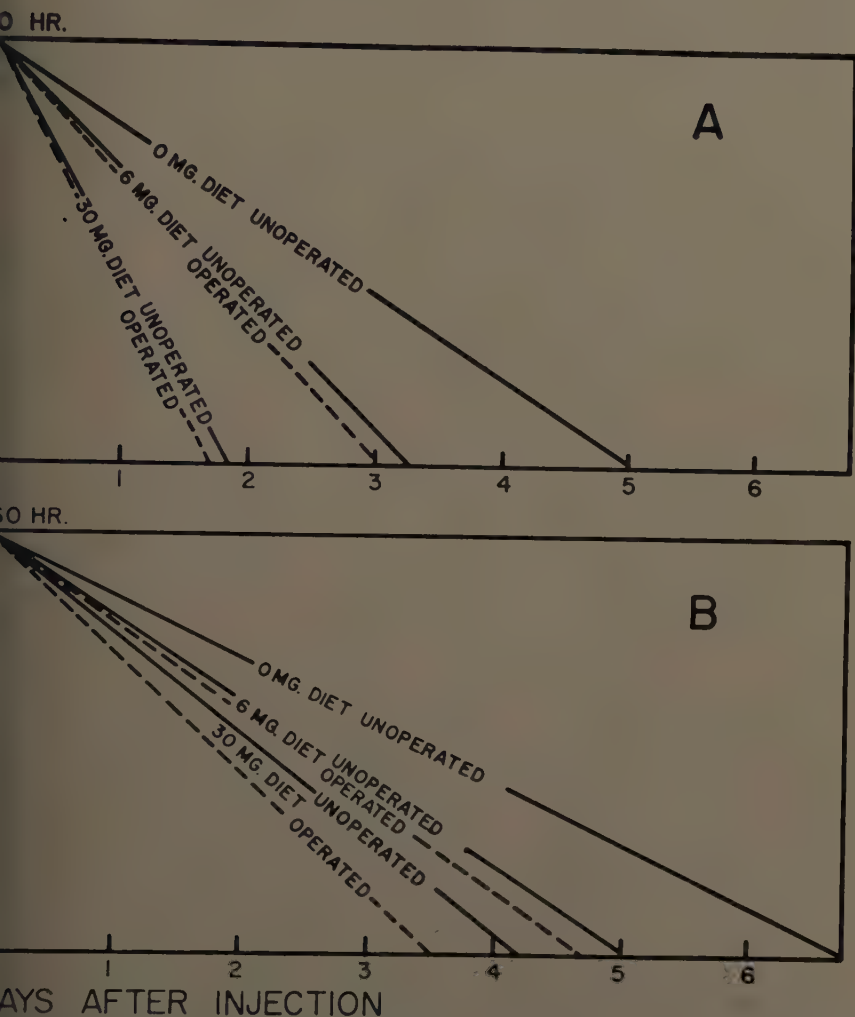 0 HR.
A
0 MG. DIET UNOPERATED
6 MG. DIET UNOPERATED
OPERATED
30 MG. DIET UNOPERATED
OPERATED
1 2 3 4 5 6
50 HR.
B
0 MG. DIET UNOPERATED
6 MG. DIET UNOPERATED
OPERATED
30 MG. DIET UNOPERATED
OPERATED
1 2 3 4 5 6
AYS AFTER INJECTION